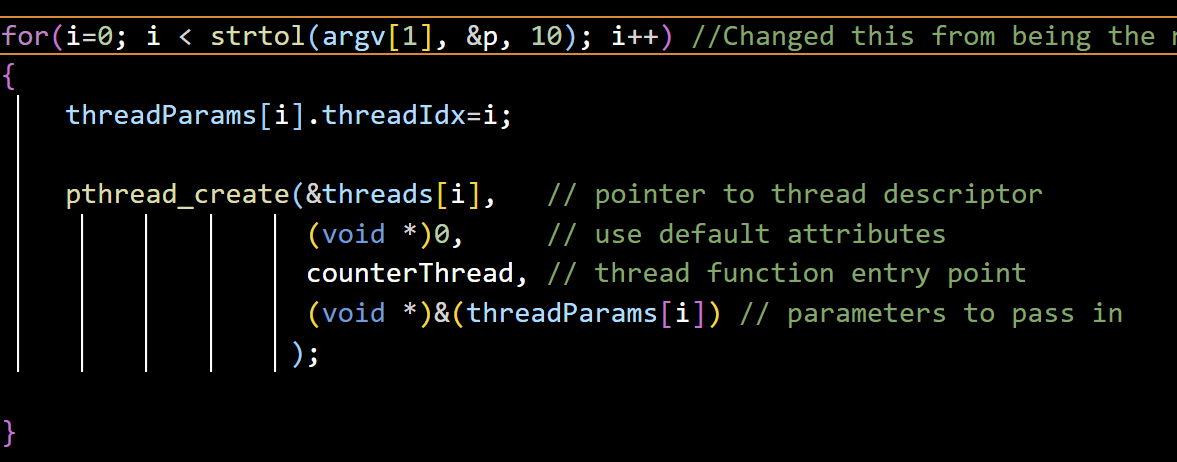 for(i=0; i < strtol(argv[1], &p, 10); i++) //Changed this from being the
{
threadParams[i].threadIdx=i;
pthread_create(&threads[i], // pointer to thread descriptor
(void *)0, // use default attributes
counterThread, // thread function entry point
(void *)&(threadParams[i]) // parameters to pass in
);
}